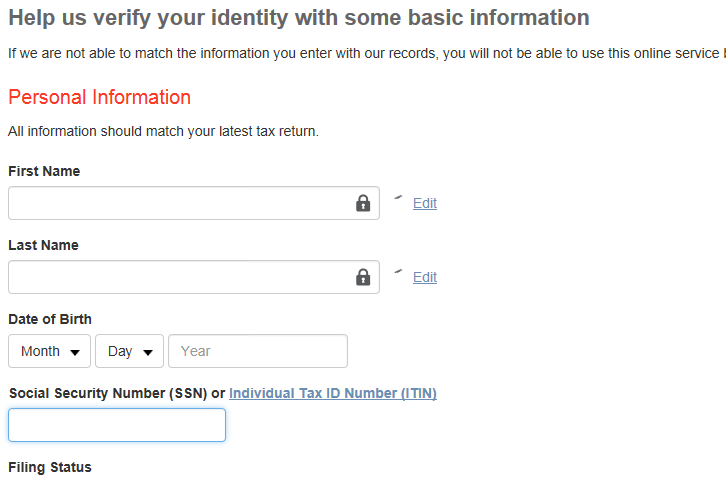 Help us verify your identity with some basic information
If we are not able to match the information you enter with our records, you will not be able to use this online service
Personal Information
All information should match your latest tax return.
First Name
Edit
Last Name
Edit
Date of Birth
Month Day Year
Social Security Number (SSN) or Individual Tax ID Number (ITIN)
Filing Status